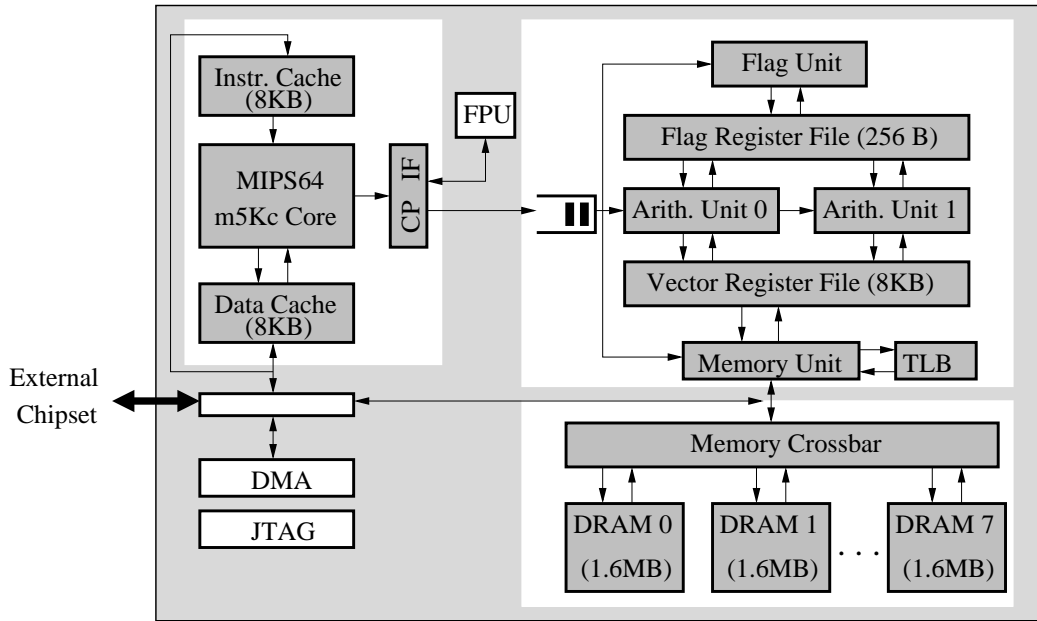 Instr. Cache
(8KB)
MIPS64
m5Kc Core
Data Cache
(8KB)
CP IF
FPU
Flag Unit
Flag Register File (256 B)
Arith. Unit 0
Arith. Unit 1
Vector Register File (8KB)
Memory Unit
TLB
External
Chipset
DMA
JTAG
Memory Crossbar
DRAM 0
(1.6MB)
DRAM 1
(1.6MB)
. . .
DRAM 7
(1.6MB)